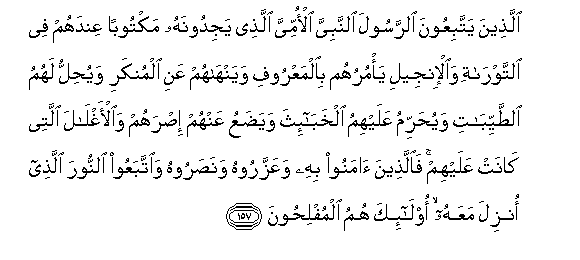 ٱلَّذِينَ يَتَّبِعُونَ ٱلرَّسُولَ ٱلنَّبِىَّ ٱلْأُمِّىَّ ٱلَّذِى يَجِدُونَهُۥ مَكْتُوبًا عِندَهُمْ فِى
ٱلتَّوْرَىٰةِ وَٱلْإِنجِيلِ يَأْمُرُهُم بِٱلْمَعْرُوفِ وَيَنْهَىٰهُمْ عَنِ ٱلْمُنكَرِ وَيُحِلُّ لَهُمُ
ٱلطَّيِّبَـٰتِ وَيُحَرِّمُ عَلَيْهِمُ ٱلْخَبَـٰٓئِثَ وَيَضَعُ عَنْهُمْ إِصْرَهُمْ وَٱلْأَغْلَـٰلَ ٱلَّتِى
كَانَتْ عَلَيْهِمْ ۚ فَٱلَّذِينَ ءَامَنُوا۟ بِهِۦ وَعَزَّرُوهُ وَنَصَرُوهُ وَٱتَّبَعُوا۟ ٱلنُّورَ ٱلَّذِىٓ
أُنزِلَ مَعَهُۥٓ ۙ أُو۟لَـٰٓئِكَ هُمُ ٱلْمُفْلِحُونَ ١٥٧